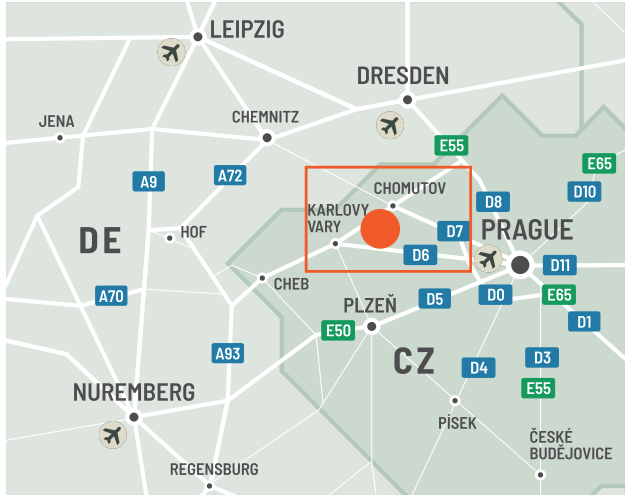 LEIPZIG
DRESDEN
JENA
CHEMNITZ
E55
E65
A9
A72
D10
CHOMUTOV
D8
KARLOVY
VARY
D7
PRAGUE
HOF
DE
D6
D11
CHEB
A70
PLZEŇ
D5
D0
E65
E50
D1
A93
CZ
D4
D3
E55
NUREMBERG
PÍSEK
ČESKÉ
BUDĚJOVICE
REGENSBURG